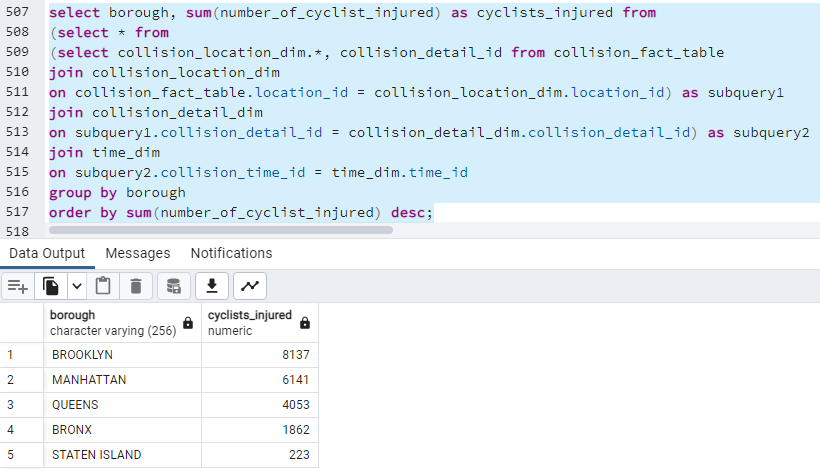 507 select borough, sum(number_of_cyclist_injured) as cyclists_injured from
508 (select * from
509 (select collision_location_dim.*, collision_detail_id from collision_fact_table
510 join collision_location_dim
511 on collision_fact_table.location_id = collision_location_dim.location_id) as subquery1
512 join collision_detail_dim
513 on subquery1.collision_detail_id = collision_detail_dim.collision_detail_id) as subquery2
514 join time_dim
515 on subquery2.collision_time_id = time_dim.time_id
516 group by borough
517 order by sum(number_of_cyclist_injured) desc;
518
Data Output Messages Notifications
borough cyclists_injured
character varying (256) numeric
1 BROOKLYN 8137
2 MANHATTAN 6141
3 QUEENS 4053
4 BRONX 1862
5 STATEN ISLAND 223